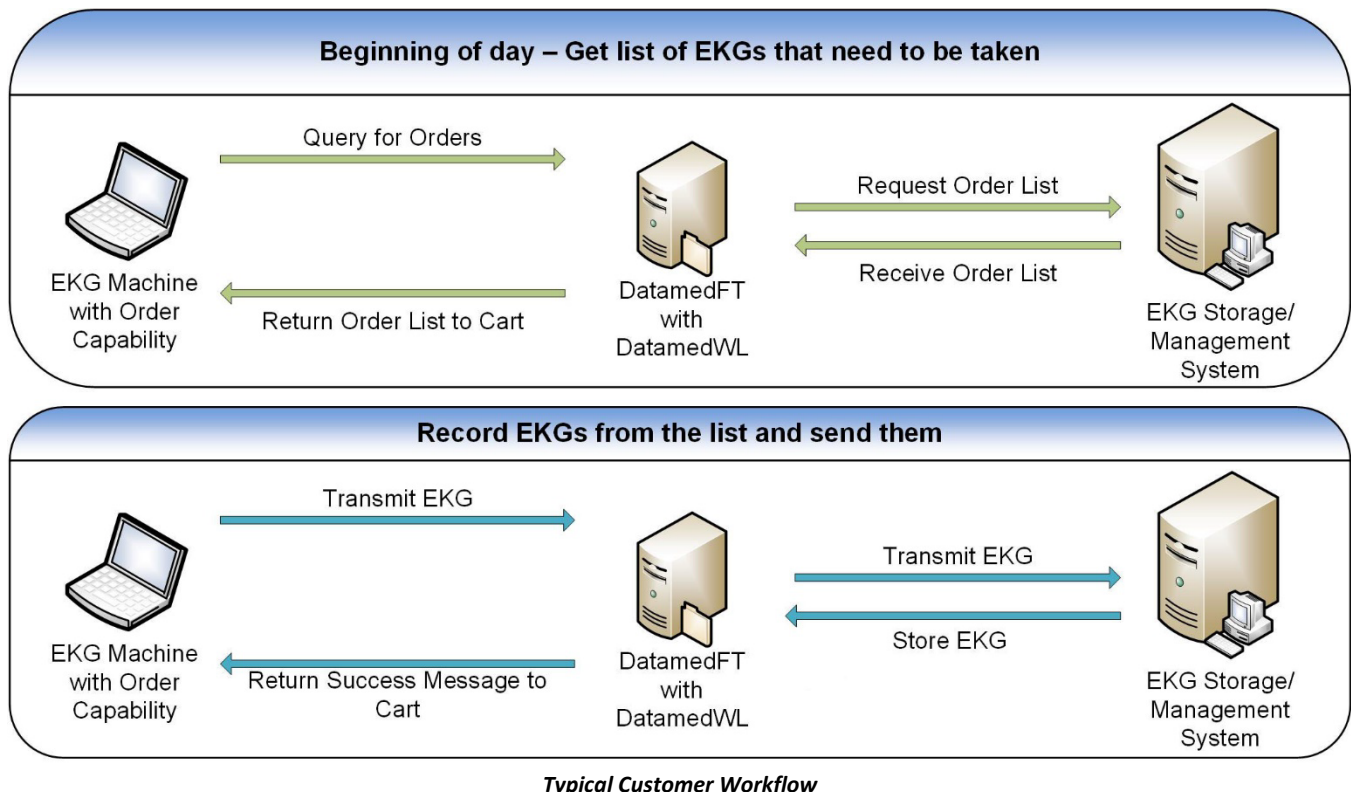 Beginning of day – Get list of EKGs that need to be taken
Query for Orders
Request Order List
Receive Order List
Return Order List to Cart
EKG Machine
with Order
Capability
DatamedFT
with
DatamedWL
EKG Storage/
Management
System
Record EKGs from the list and send them
Transmit EKG
Transmit EKG
Store EKG
Return Success Message to
Cart
EKG Machine
with Order
Capability
DatamedFT
with
DatamedWL
EKG Storage/
Management
System
Typical Customer Workflow